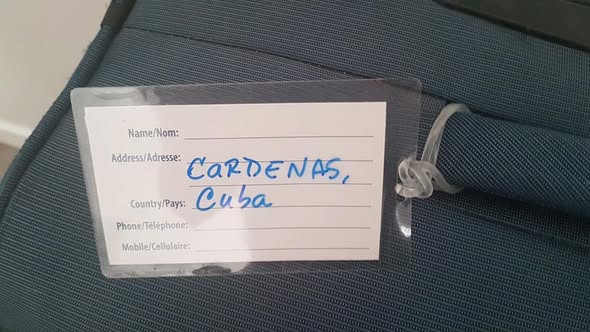 Name/Nom:
Address/Adresse:
CARDENAS,
Country/Pays: Cuba
Phone/Téléphone:
Mobile/Cellulaire: